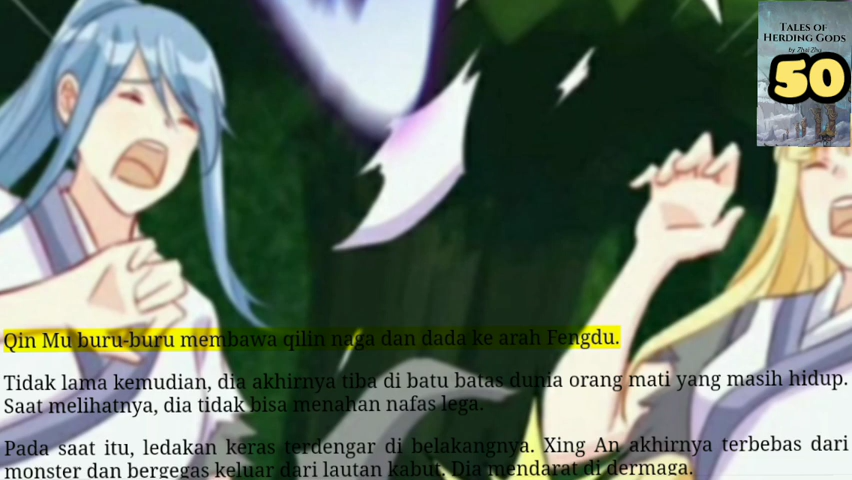 TALES OF
HERDING GODS
by Zhai Zhu
50
Qin Mu buru-buru membawa qilin naga dan dada ke arah Fengdu.
Tidak lama kemudian, dia akhirnya tiba di batu batas dunia orang mati yang masih hidup.
Saat melihatnya, dia tidak bisa menahan nafas lega.
Pada saat itu, ledakan keras terdengar di belakangnya. Xing An akhirnya terbebas dari
monster dan bergegas keluar dari lautan kabut. Dia mendarat di dermaga.